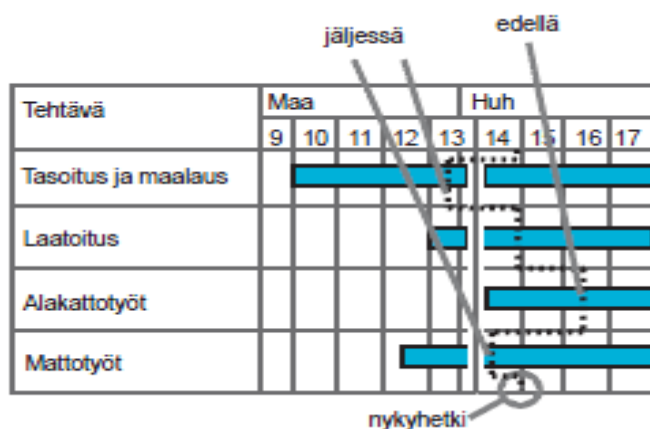 jäljessä
edellä
Tehtävä
Maa
Huh
9 10 11 12 13 14 15 16 17
Tasoitus ja maalaus
Laatoitus
Alakattotyöt
Mattotyöt
nykyhetki